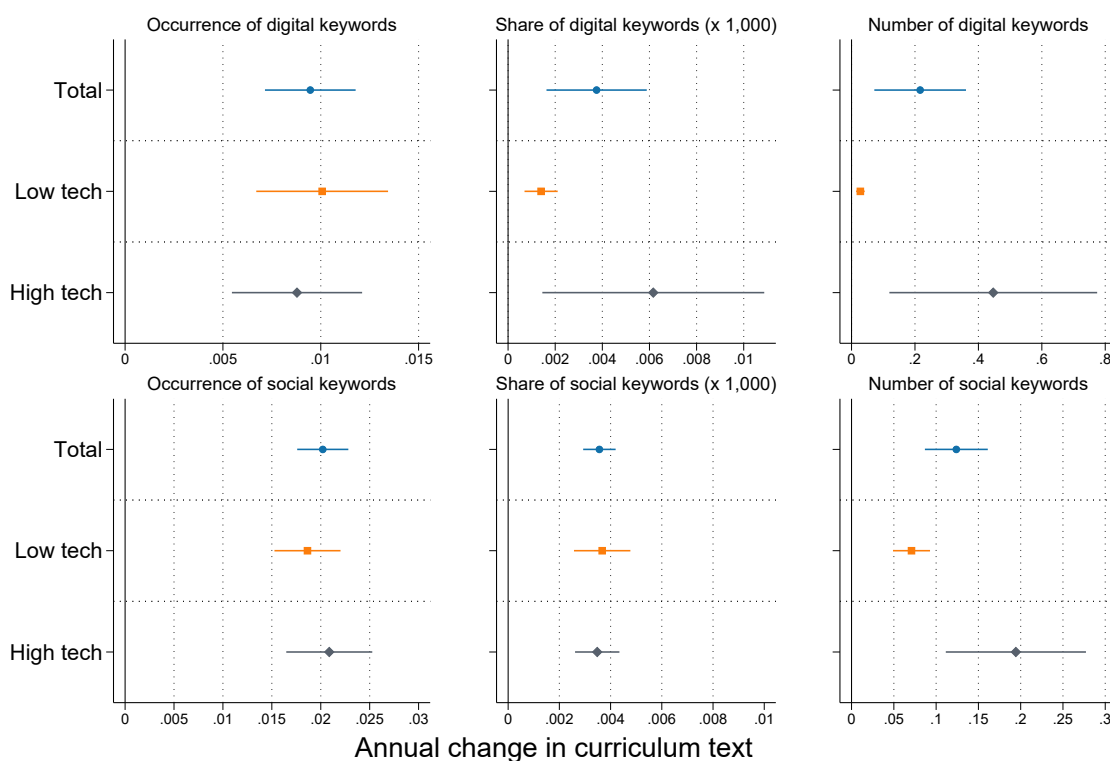 Occurrence of digital keywords
Share of digital keywords (x 1,000)
Number of digital keywords
Total
Low tech
High tech
0 .005 .01 .015
0 .002 .004 .006 .008 .01
0 .2 .4 .6 .8
Occurrence of social keywords
Share of social keywords (x 1,000)
Number of social keywords
Total
Low tech
High tech
0 .005 .01 .015 .02 .025 .03
0 .002 .004 .006 .008 .01
0 .05 .1 .15 .2 .25 .3
Annual change in curriculum text